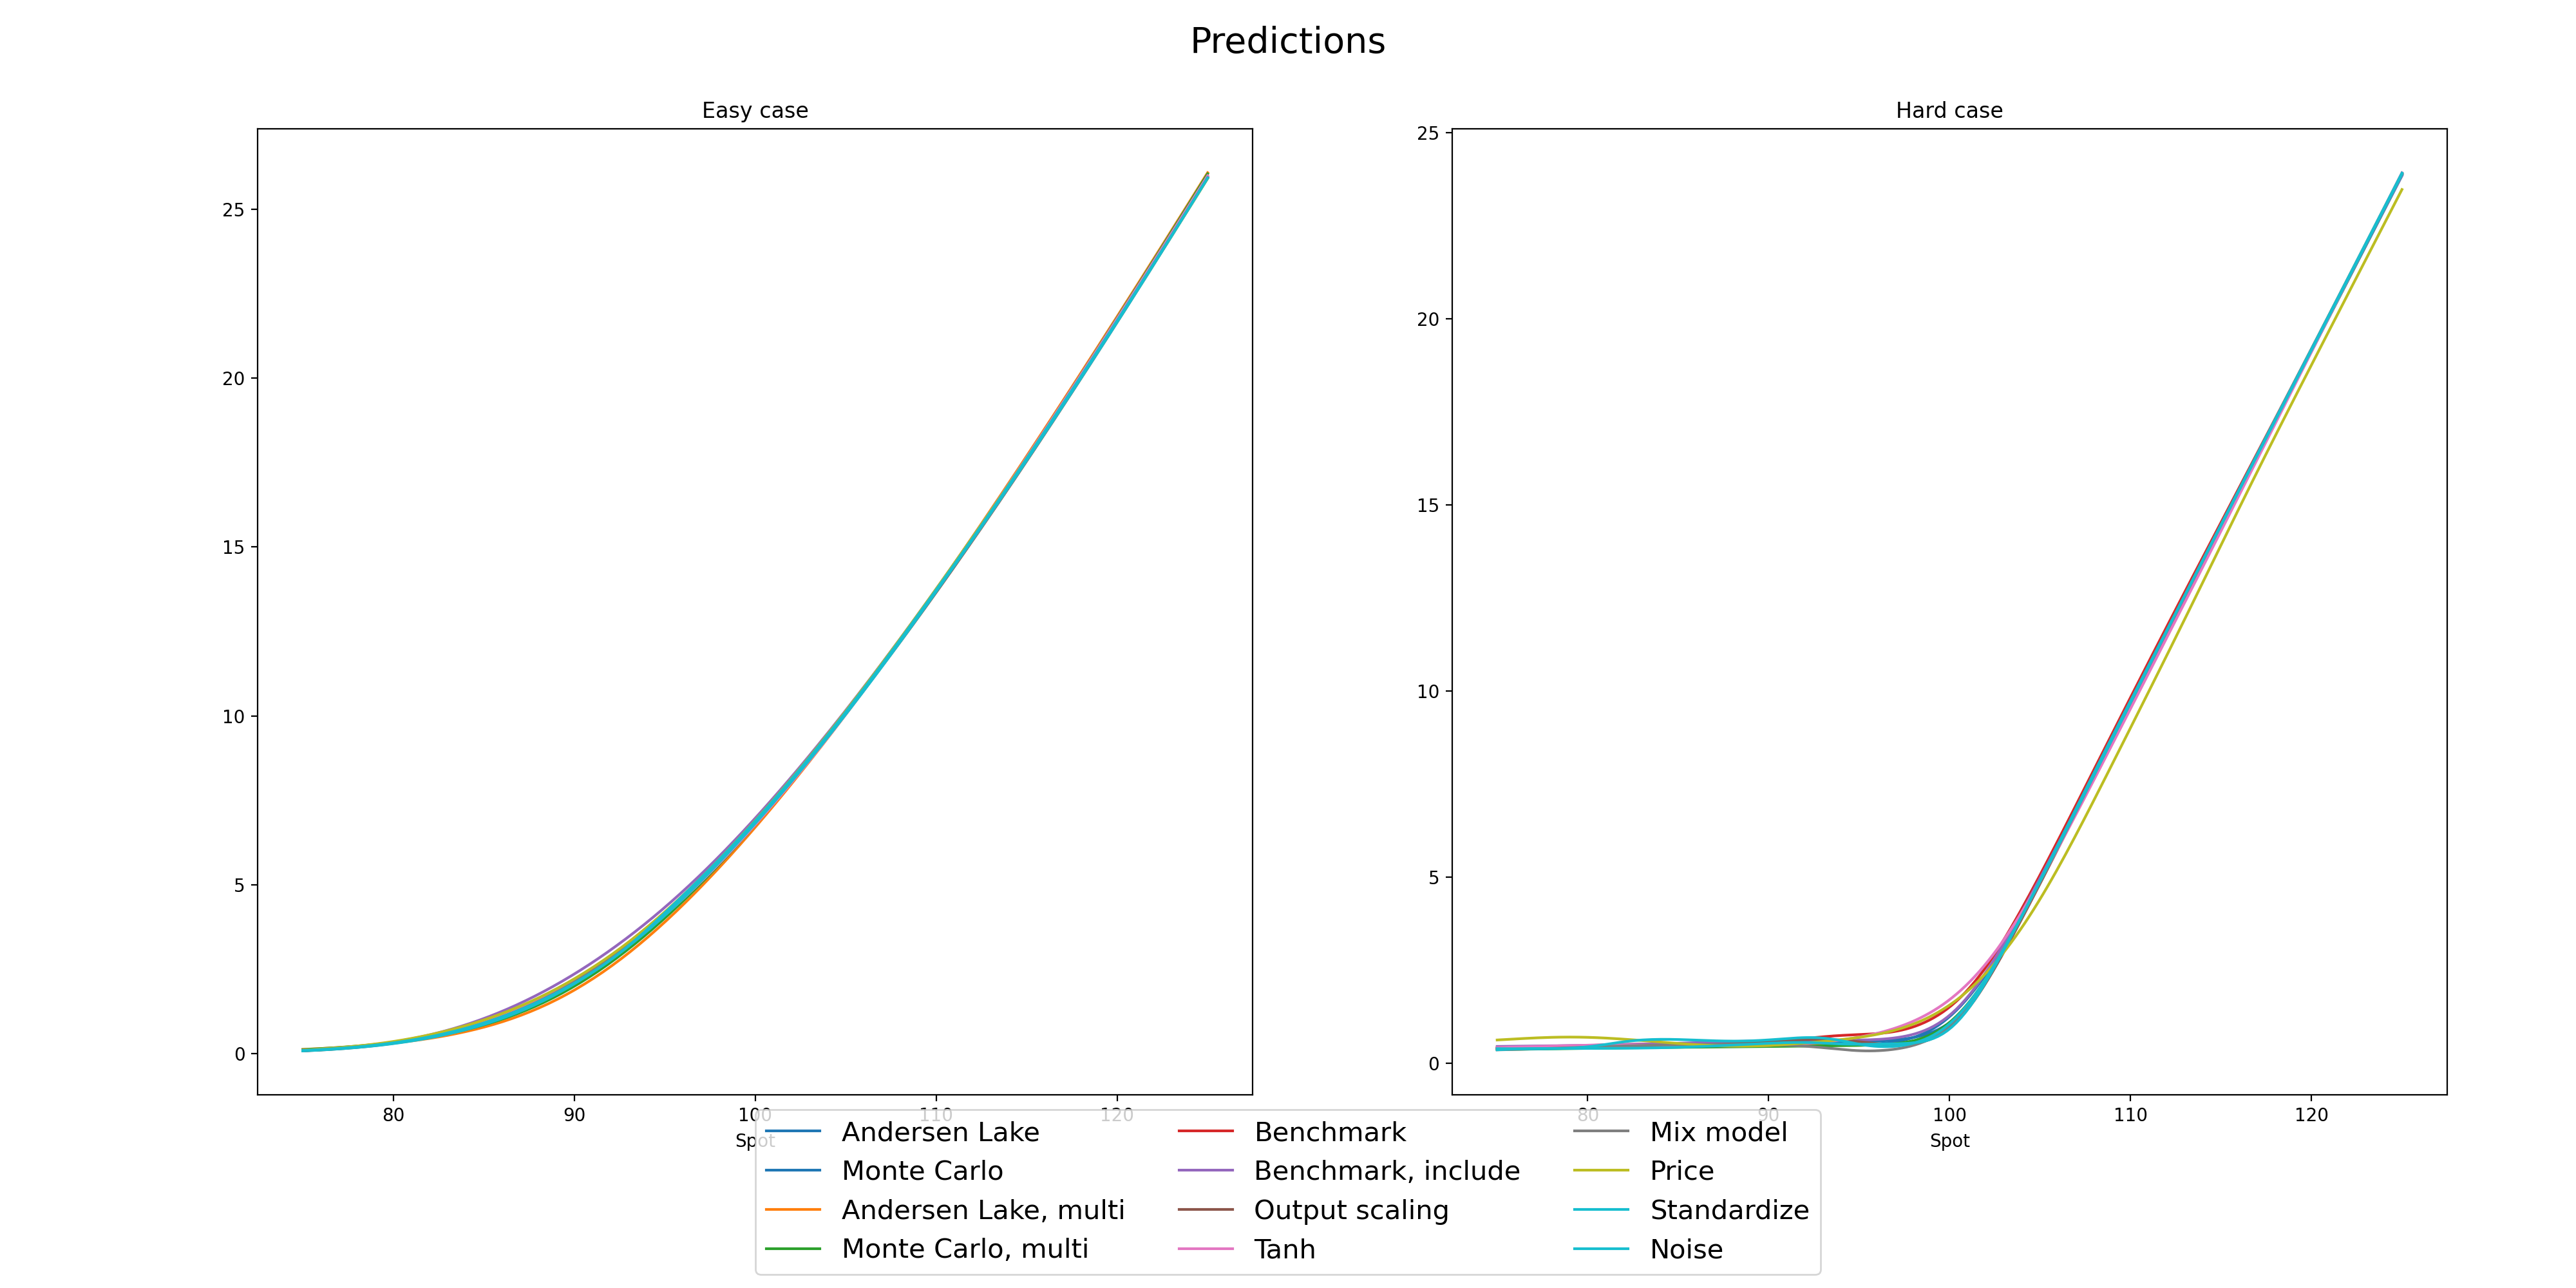 Predictions
Easy case
25
20
15
10
5
0
80 90 100 110 120
Spot
Hard case
25
20
15
10
5
0
80 90 100 110 120
Spot
Andersen Lake
Monte Carlo
Andersen Lake, multi
Monte Carlo, multi
Benchmark
Benchmark, include
Output scaling
Tanh
Mix model
Price
Standardize
Noise